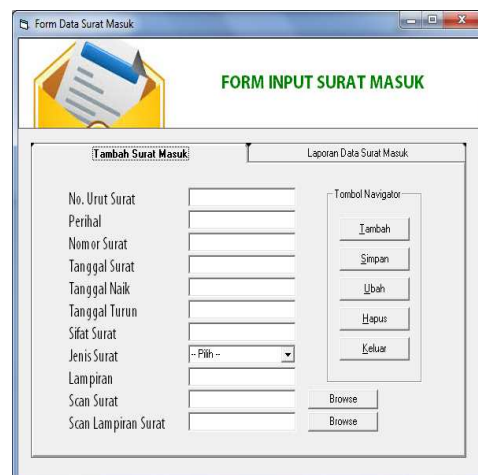 Form Data Surat Masuk
FORM INPUT SURAT MASUK
Tambah Surat Masuk
Laporan Data Surat Masuk
No. Urut Surat
Perihal
Nomor Surat
Tanggal Surat
Tanggal Naik
Tanggal Turun
Sifat Surat
Jenis Surat -- Pilih --
Lampiran
Scan Surat Browse
Scan Lampiran Surat Browse
Tombol Navigator
Tambah
Simpan
Ubah
Hapus
Keluar